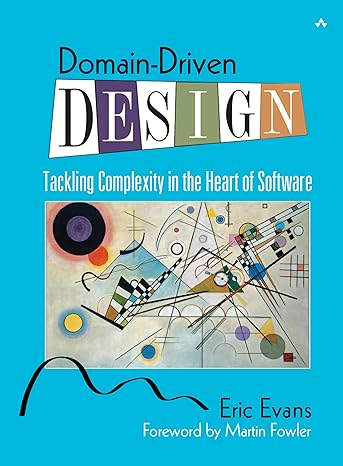 Domain-Driven
DESIGN
Tackling Complexity in the Heart of Software
Eric Evans
Foreword by Martin Fowler